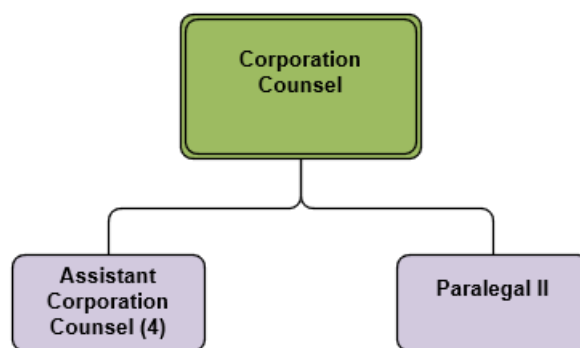 Corporation
Counsel
Assistant
Corporation
Counsel (4)
Paralegal II